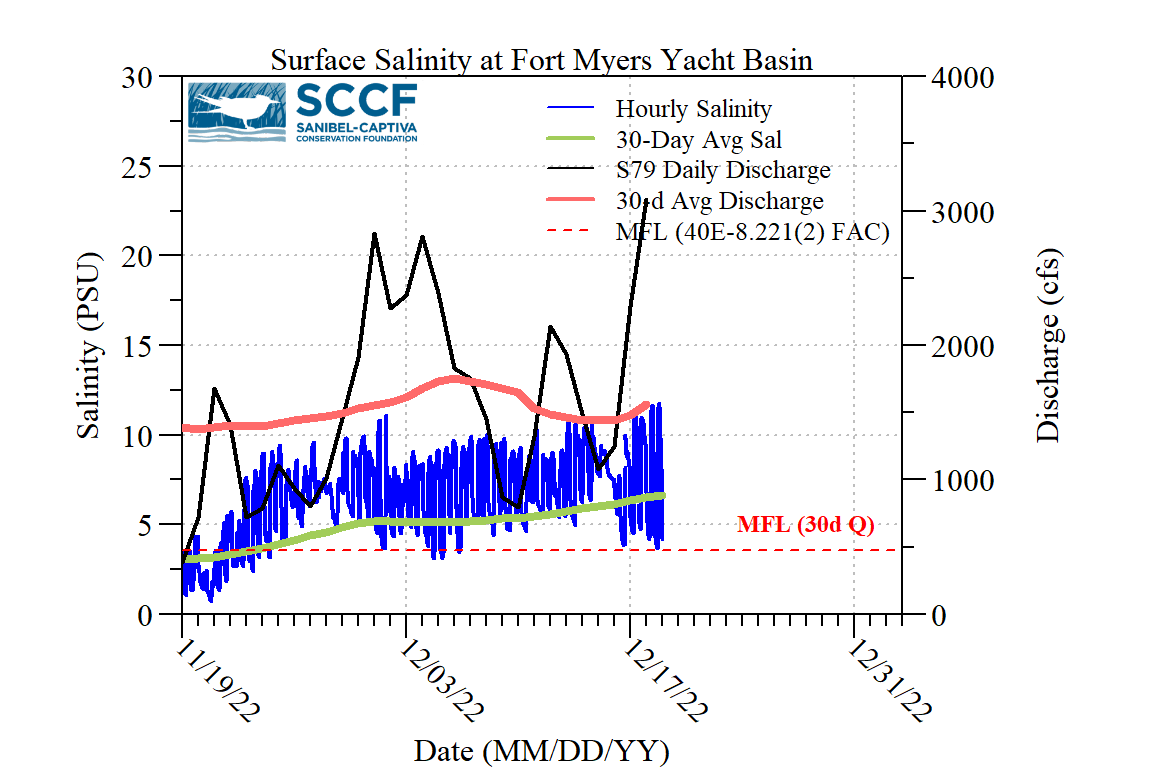 Surface Salinity at Fort Myers Yacht Basin
SCCF
SANIBEL-CAPTIVA
CONSERVATION FOUNDATION
Hourly Salinity
30-Day Avg Sal
S79 Daily Discharge
30-d Avg Discharge
MFL (40E-8.221(2) FAC)
30
25
20
15
10
5
0
Salinity (PSU)
4000
3000
2000
1000
0
Discharge (cfs)
MFL (30d Q)
11/19/22
12/03/22
12/17/22
12/31/22
Date (MM/DD/YY)